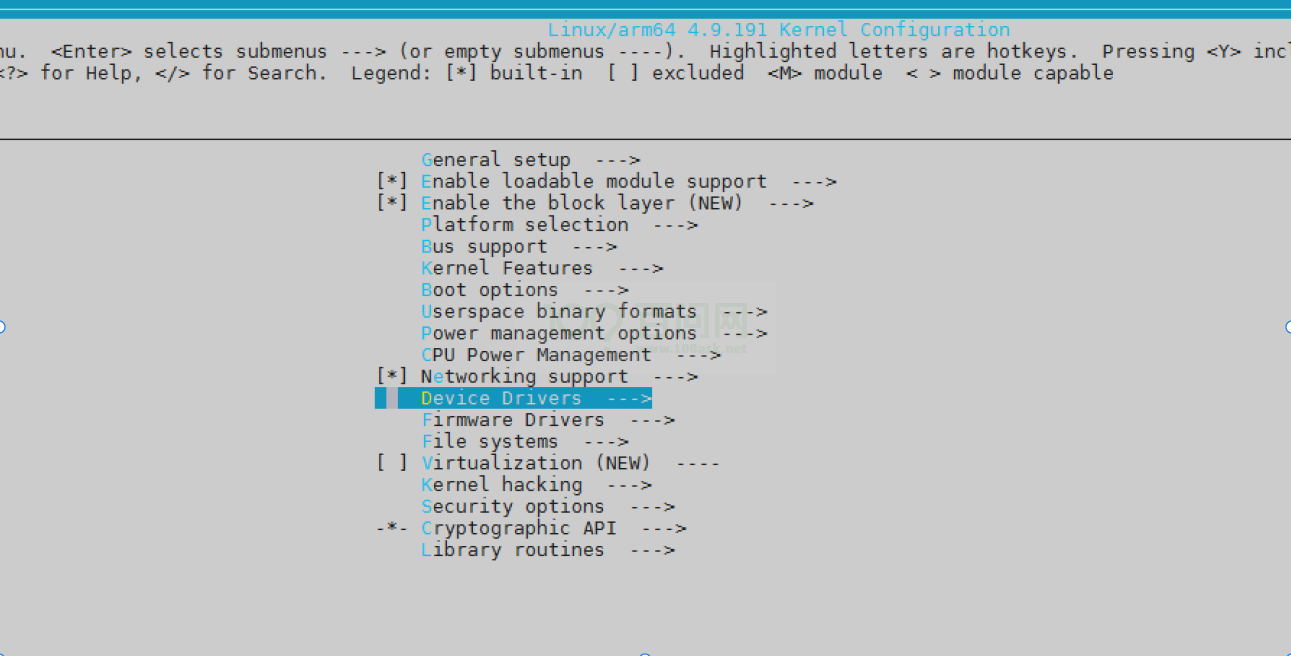 Linux/arm64 4.9.191 Kernel Configuration
nu.  <Enter> selects submenus ---> (or empty submenus ----).  Highlighted letters are hotkeys.  Pressing <Y> inc
<?> for Help, </> for Search.  Legend: [*] built-in  [ ] excluded  <M> module  < > module capable
General setup  --->
[*] Enable loadable module support  --->
[*] Enable the block layer (NEW)  --->
Platform selection  --->
Bus support  --->
Kernel Features  --->
Boot options  --->
Userspace binary formats  --->
Power management options  --->
CPU Power Management  --->
[*] Networking support  --->
Device Drivers  --->
Firmware Drivers  --->
File systems  --->
[ ] Virtualization (NEW)  ----
Kernel hacking  --->
Security options  --->
-*- Cryptographic API  --->
Library routines  --->